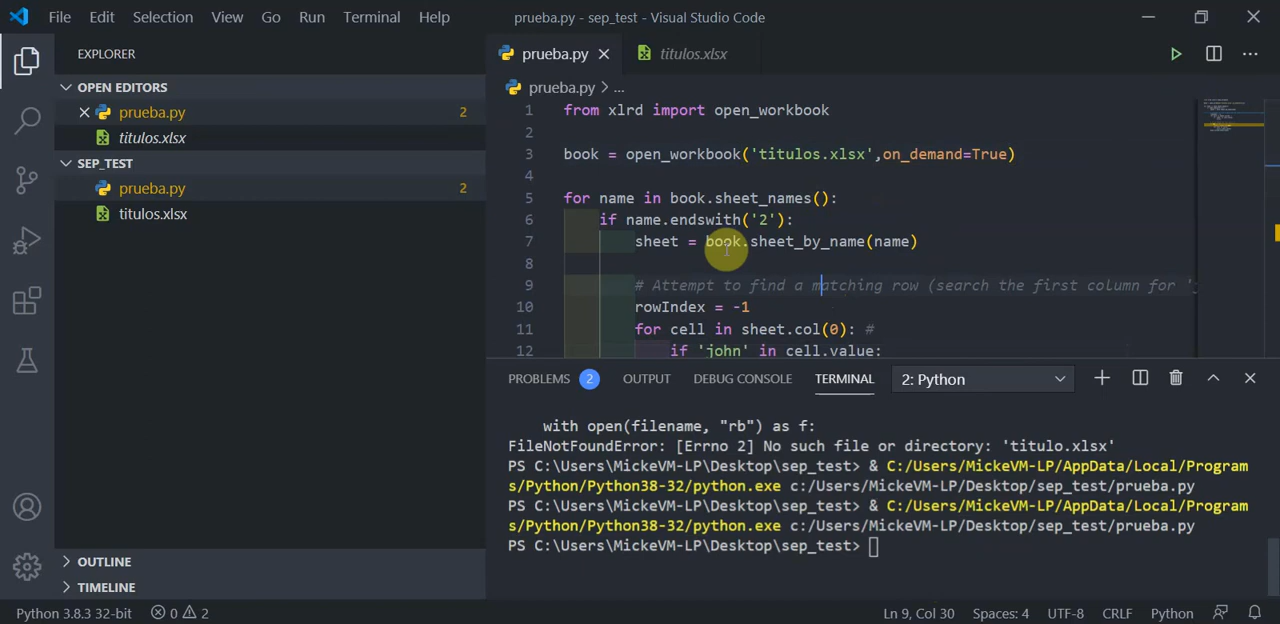 File Edit Selection View Go Run Terminal Help prueba.py - sep_test - Visual Studio Code
EXPLORER
OPEN EDITORS
prueba.py 2
titulos.xlsx
SEP_TEST
prueba.py 2
titulos.xlsx
OUTLINE
TIMELINE
prueba.py titulos.xlsx
prueba.py > ...
1 from xlrd import open_workbook
2
3 book = open_workbook('titulos.xlsx',on_demand=True)
4
5 for name in book.sheet_names():
6 if name.endswith('2'):
7 sheet = book.sheet_by_name(name)
8
9 # Attempt to find a matching row (search the first column for '
10 rowIndex = -1
11 for cell in sheet.col(0): #
12 if 'john' in cell.value:
PROBLEMS 2 OUTPUT DEBUG CONSOLE TERMINAL 2: Python
with open(filename, "rb") as f:
FileNotFoundError: [Errno 2] No such file or directory: 'titulo.xlsx'
PS C:\Users\MickeVM-LP\Desktop\sep_test> & C:/Users/MickeVM-LP/AppData/Local/Program
s/Python/Python38-32/python.exe c:/Users/MickeVM-LP/Desktop/sep_test/prueba.py
PS C:\Users\MickeVM-LP\Desktop\sep_test> & C:/Users/MickeVM-LP/AppData/Local/Program
s/Python/Python38-32/python.exe c:/Users/MickeVM-LP/Desktop/sep_test/prueba.py
PS C:\Users\MickeVM-LP\Desktop\sep_test>
Python 3.8.3 32-bit 0 2 Ln 9, Col 30 Spaces: 4 UTF-8 CRLF Python